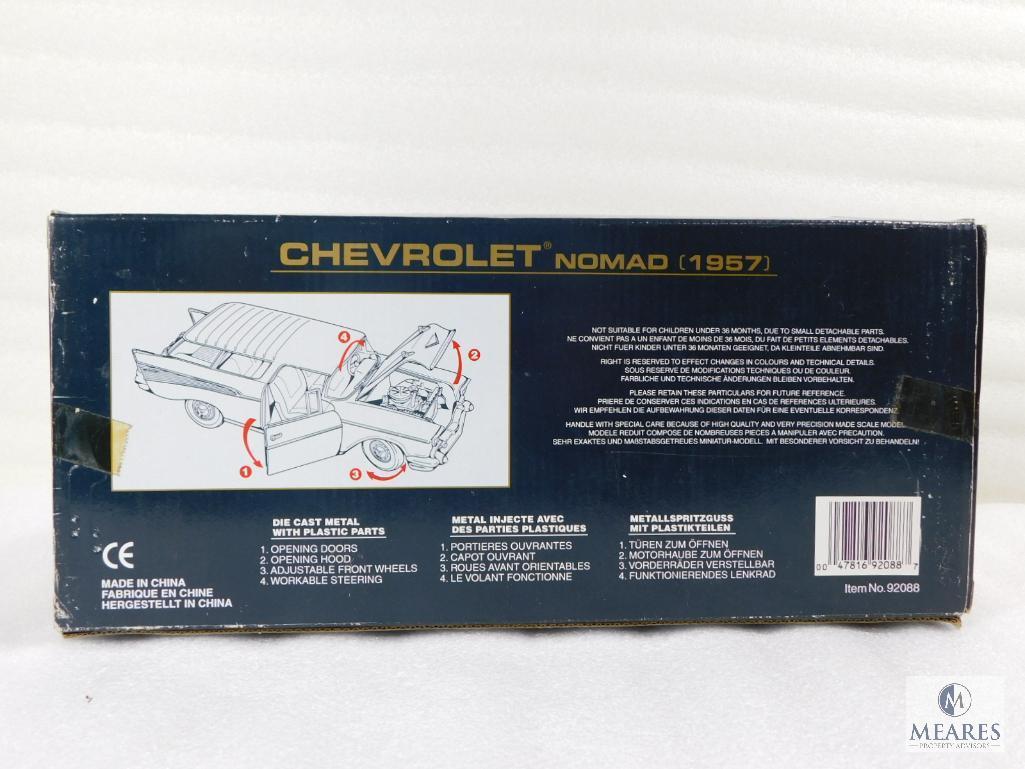 CHEVROLET® NOMAD (1957)
4
2
1
3
NOT SUITABLE FOR CHILDREN UNDER 36 MONTHS, DUE TO SMALL DETACHABLE PARTS.
NE CONVIENT PAS A UN ENFANT DE MOINS DE 36 MOIS, DU FAIT DE PETITS ELEMENTS DETACHABLES.
NICHT FUER KINDER UNTER 36 MONATEN GEEIGNET, DA KLEINTEILE ABNEHMBAR SIND.
RIGHT IS RESERVED TO EFFECT CHANGES IN COLOURS AND TECHNICAL DETAILS.
SOUS RESERVE DE MODIFICATIONS TECHNIQUES OU DE COULEUR.
FARBLICHE UND TECHNISCHE ÄNDERUNGEN BLEIBEN VORBEHALTEN.
PLEASE RETAIN THESE PARTICULARS FOR FUTURE REFERENCE.
PRIERE DE CONSERVER CES INDICATIONS EN CAS DE REFERENCES ULTERIEURES.
WIR EMPFEHLEN DIE AUFBEWAHRUNG DIESER DATEN FÜR EINE EVENTUELLE KORRESPONDENZ
HANDLE WITH SPECIAL CARE BECAUSE OF HIGH QUALITY AND VERY PRECISION MADE SCALE MODEL.
MODELE REDUIT COMPOSE DE NOMBREUSES PIECES A MANIPULER AVEC PRECAUTION.
SEHR EXAKTES UND MAßSTABSGETREUES MINIATUR-MODELL. MIT BESONDERER VORSICHT ZU BEHANDELN!
DIE CAST METAL
WITH PLASTIC PARTS
1. OPENING DOORS
2. OPENING HOOD
3. ADJUSTABLE FRONT WHEELS
4. WORKABLE STEERING
METAL INJECTE AVEC
DES PARTIES PLASTIQUES
1. PORTIERES OUVRANTES
2. CAPOT OUVRANT
3. ROUES AVANT ORIENTABLES
4. LE VOLANT FONCTIONNE
METALLSPRITZGUSS
MIT PLASTIKTEILEN
1. TÜREN ZUM ÖFFNEN
2. MOTORHAUBE ZUM ÖFFNEN
3. VORDERRÄDER VERSTELLBAR
4. FUNKTIONIERENDES LENKRAD
CE
MADE IN CHINA
FABRIQUE EN CHINE
HERGESTELLT IN CHINA
00 47816 92088 7
Item No. 92088
M
MEARES
PROPERTY ADVISORS